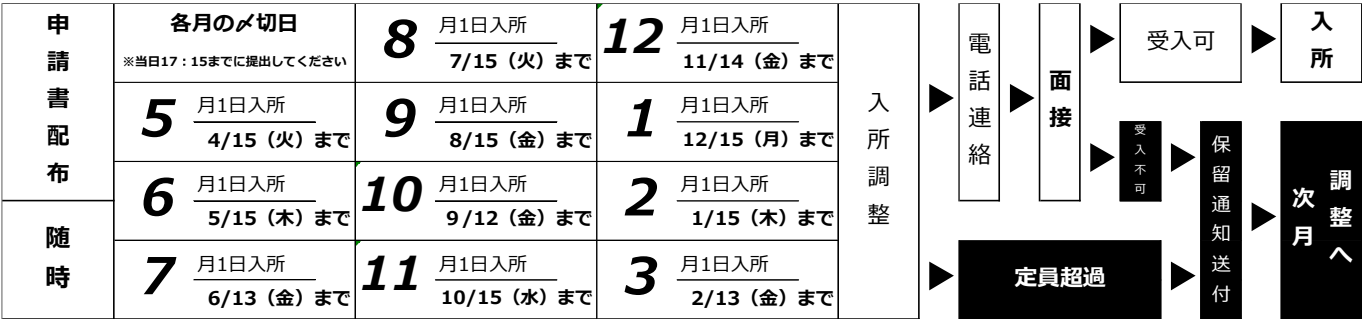 申請書配布
随時
各月の〆切日
※当日17：15までに提出してください
5 月1日入所
4/15（火）まで
6 月1日入所
5/15（木）まで
7 月1日入所
6/13（金）まで
8 月1日入所
7/15（火）まで
9 月1日入所
8/15（金）まで
10 月1日入所
9/12（金）まで
11 月1日入所
10/15（水）まで
12 月1日入所
11/14（金）まで
1 月1日入所
12/15（月）まで
2 月1日入所
1/15（木）まで
3 月1日入所
2/13（金）まで
入所調整
電話連絡
面接
受入可
入所
受入不可
保留通知送付
定員超過
次月
調整へ